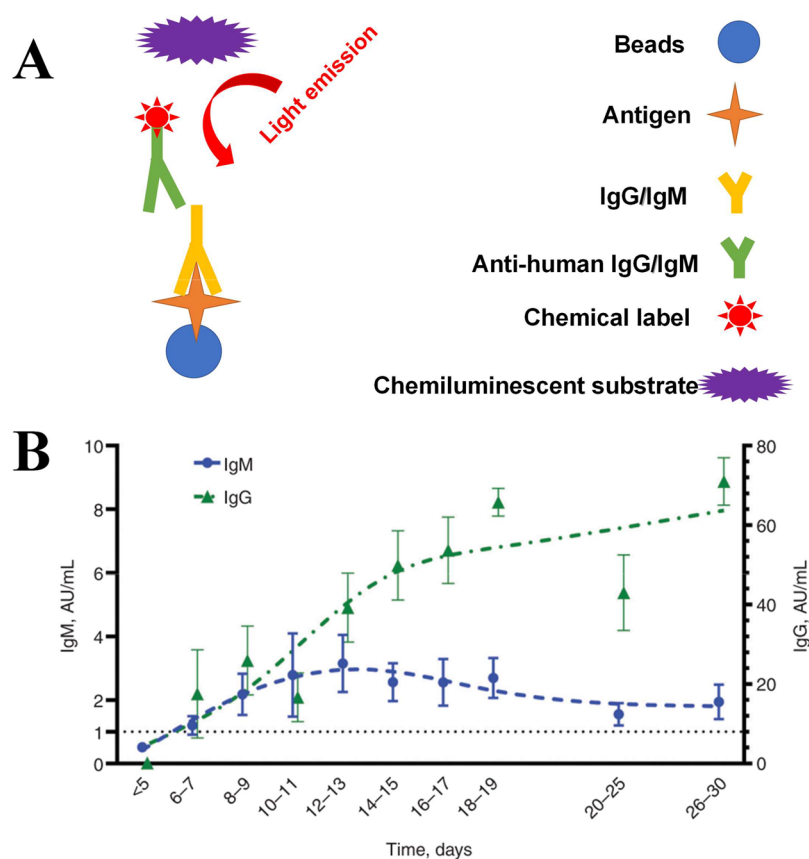 A
Light emission
Beads
Antigen
IgG/IgM
Anti-human IgG/IgM
Chemical label
Chemiluminescent substrate
B
10
8
6
4
2
1
0
IgM, AU/mL
IgM
IgG
80
60
40
20
0
IgG, AU/mL
<5
6–7
8–9
10–11
12–13
14–15
16–17
18–19
20–25
26–30
Time, days